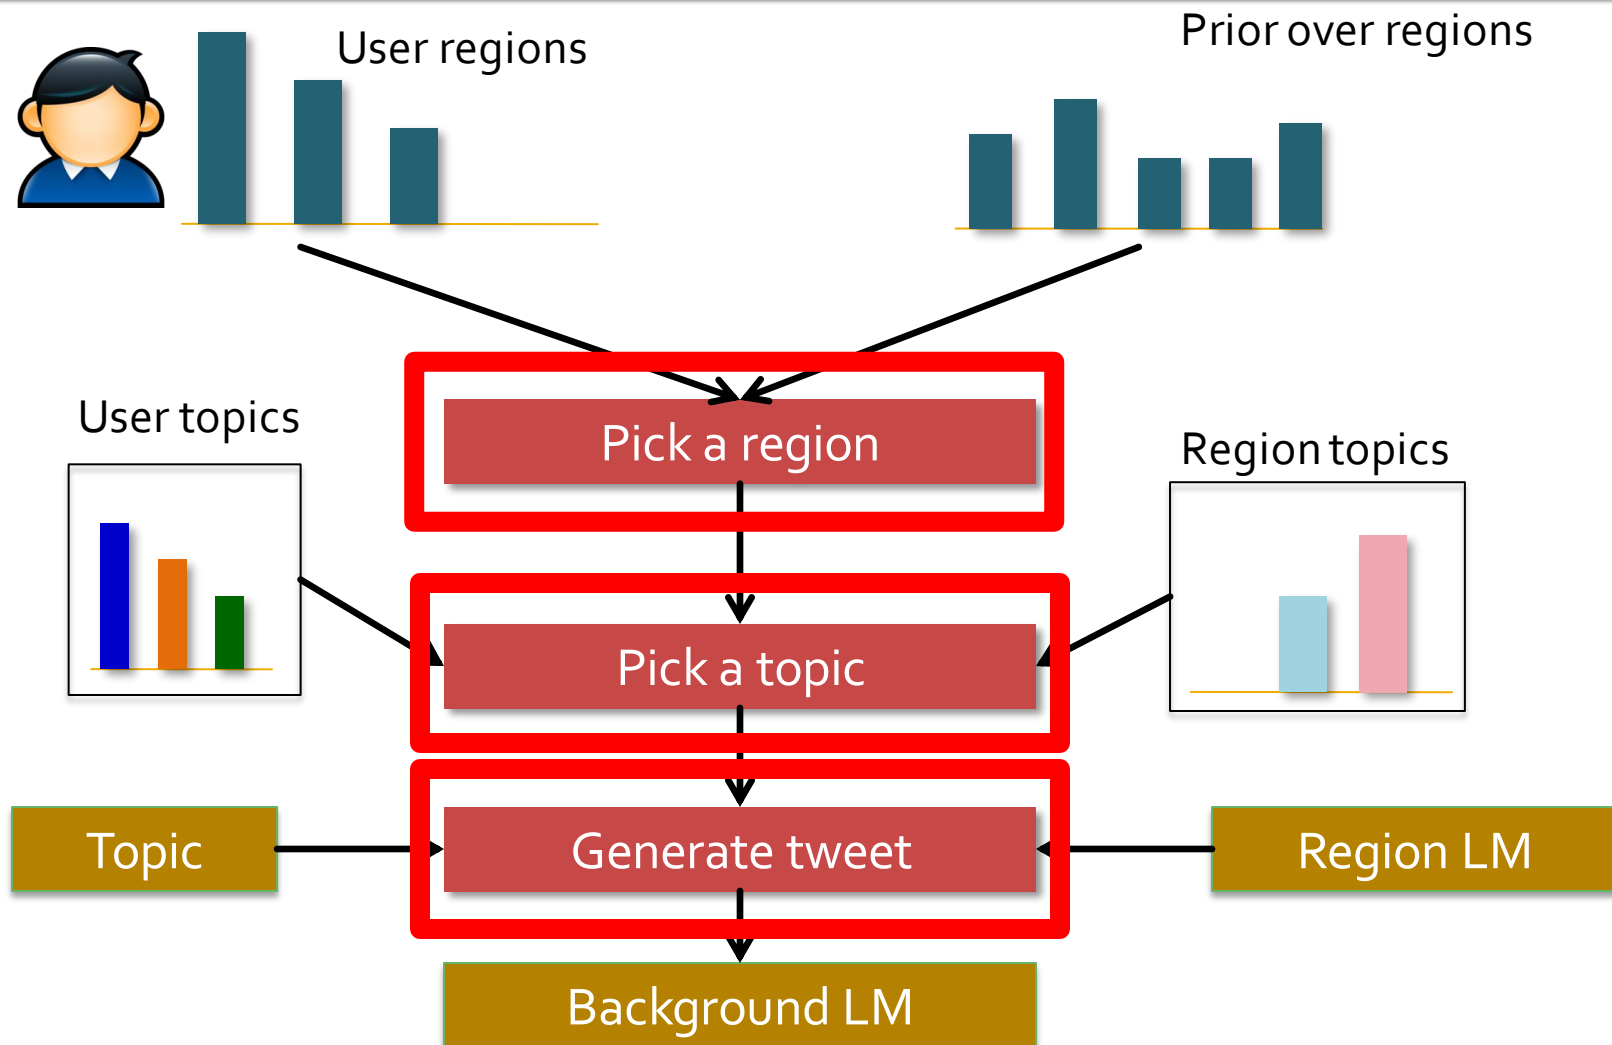 User regions
Prior over regions
Pick a region
User topics
Region topics
Pick a topic
Topic
Generate tweet
Region LM
Background LM